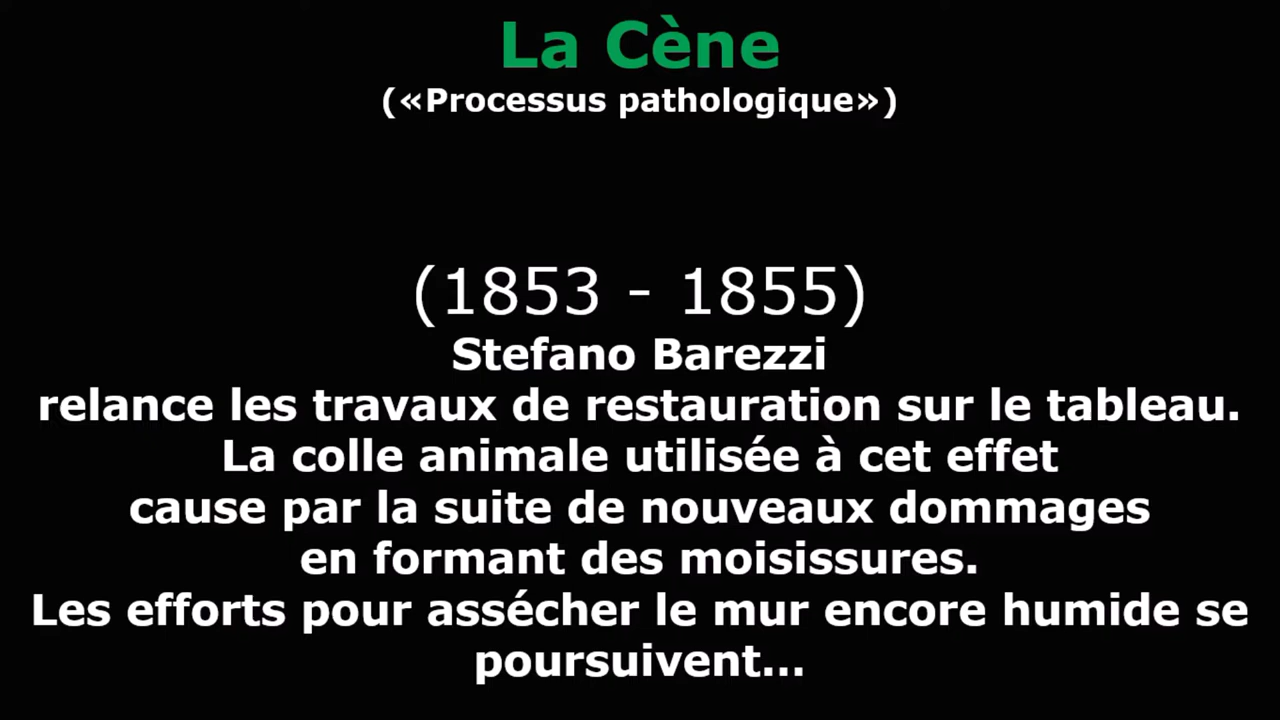 La Cène
(«Processus pathologique»)
(1853 - 1855)
Stefano Barezzi
relance les travaux de restauration sur le tableau.
La colle animale utilisée à cet effet
cause par la suite de nouveaux dommages
en formant des moisissures.
Les efforts pour assécher le mur encore humide se
poursuivent...